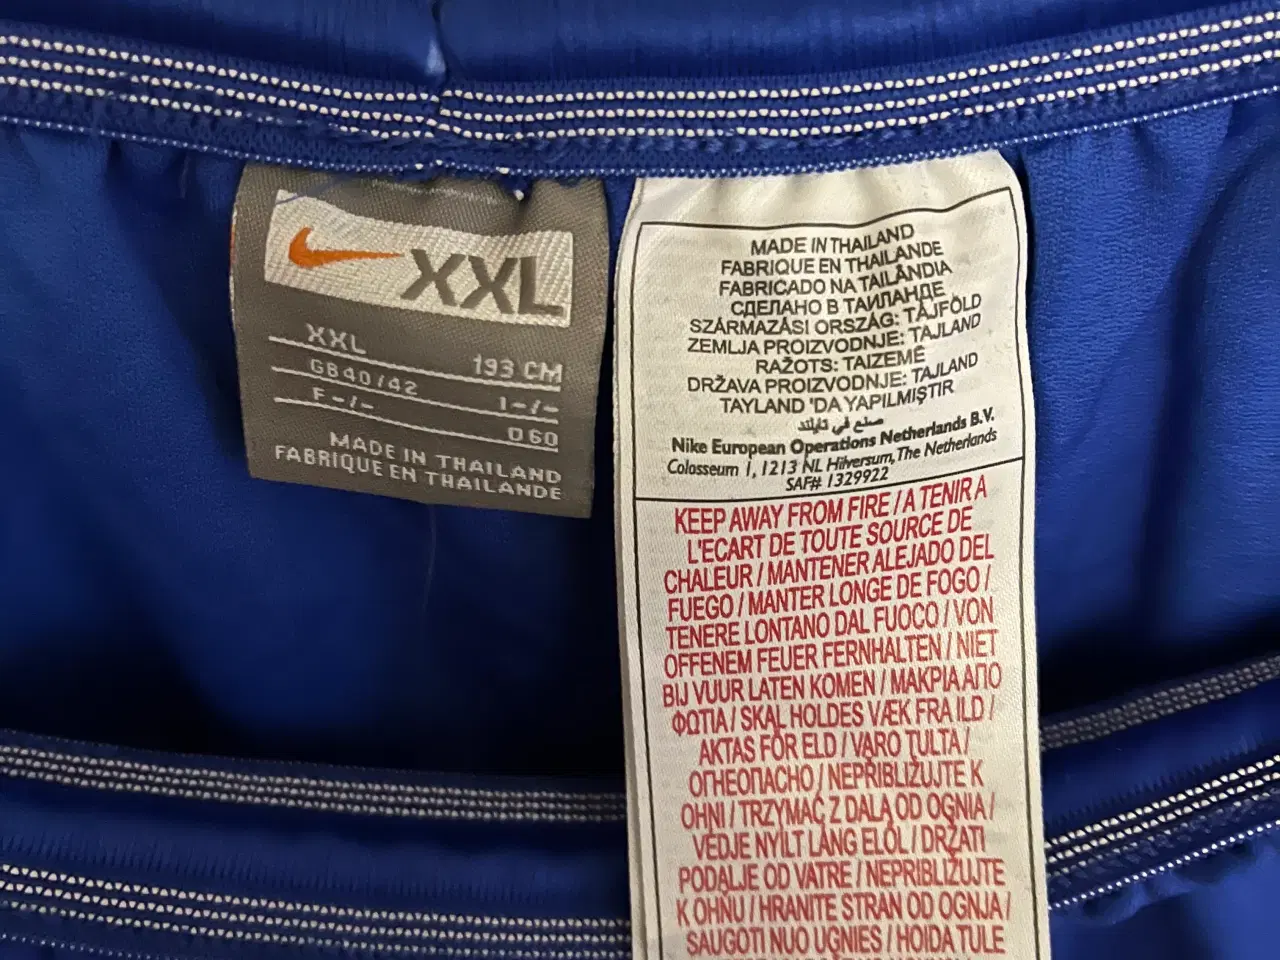 XXL
XXL 193 CM
GB40/42 I-/-
F-/- D60
MADE IN THAILAND
FABRIQUE EN THAILANDE
MADE IN THAILAND
FABRIQUE EN THAILANDE
FABRICADO NA TAILÂNDIA
СДЕЛАНО В ТАИЛАНДЕ
SZÁRMAZÁSI ORSZÁG: TÁJFÖLD
ZEMLJA PROIZVODNJE: TAJLAND
RAŽOTS: TAIZEMĒ
DRŽAVA PROIZVODNJE: TAJLAND
TAYLAND 'DA YAPILMIŞTIR
صنع في تايلند
Nike European Operations Netherlands B.V.
Colosseum 1, 1213 NL Hilversum, The Netherlands
SAF# 1329922
KEEP AWAY FROM FIRE / A TENIR A
L'ECART DE TOUTE SOURCE DE
CHALEUR / MANTENER ALEJADO DEL
FUEGO / MANTER LONGE DE FOGO /
TENERE LONTANO DAL FUOCO / VON
OFFENEM FEUER FERNHALTEN / NIET
BIJ VUUR LATEN KOMEN / ΜΑΚΡΙΑ ΑΠΟ
ΦΩΤΙΑ / SKAL HOLDES VÆK FRA ILD /
AKTAS FÖR ELD / VARO TULTA /
ОГНЕОПАСНО / NEPŘIBLIŽUJTE K
OHNI / TRZYMAĆ Z DALA OD OGNIA /
VEDJE NYÍLT LÁNG ELŐL / DRŽATI
PODALJE OD VATRE / NEPRIBLIŽUJTE
K OHŇU / HRANITE STRAN OD OGNJA /
SAUGOTI NUO UGNIES / HOIDA TULE